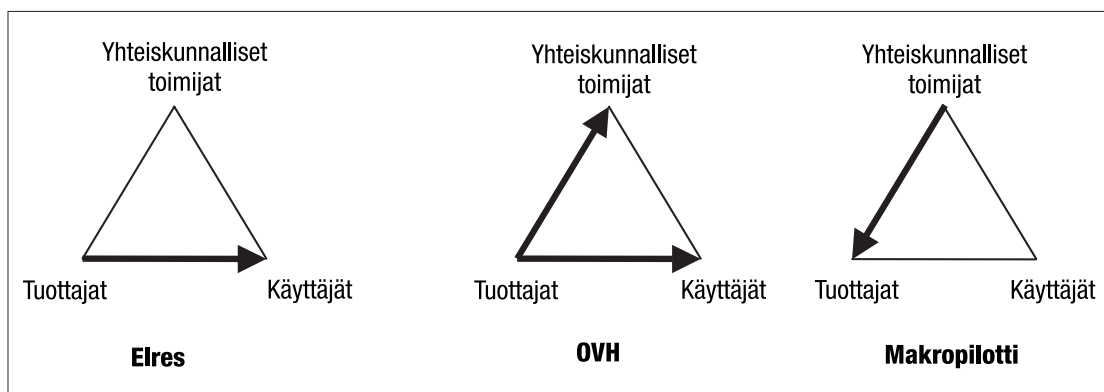 Yhteiskunnalliset
toimijat
Tuottajat
Käyttäjät
Elres
Yhteiskunnalliset
toimijat
Tuottajat
Käyttäjät
OVH
Yhteiskunnalliset
toimijat
Tuottajat
Käyttäjät
Makropilotti